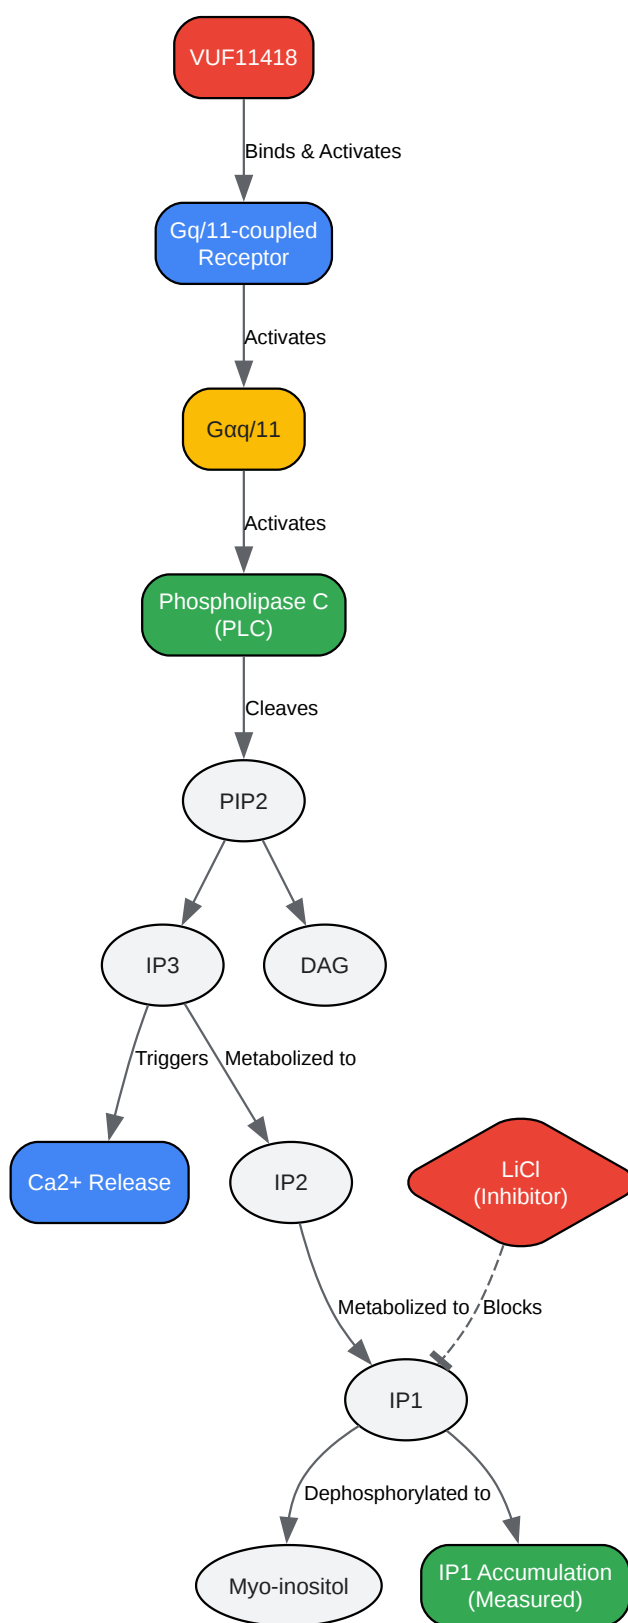 VUF11418
Binds & Activates
Gq/11-coupled
Receptor
Activates
Gαq/11
Activates
Phospholipase C
(PLC)
Cleaves
PIP2
IP3
DAG
Triggers
Metabolized to
Ca2+ Release
IP2
LiCl
(Inhibitor)
Metabolized to
Blocks
IP1
Dephosphorylated to
Myo-inositol
IP1 Accumulation
(Measured)